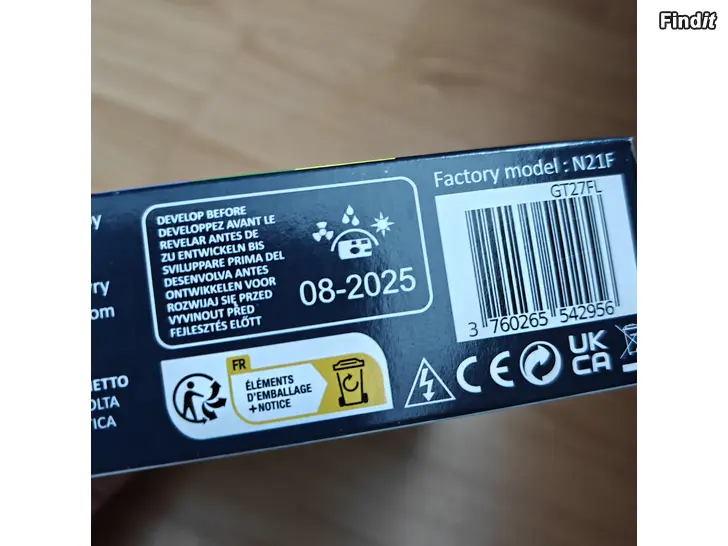 Findit
Factory model : N21F
GT27FL
3 760265 542956
DEVELOP BEFORE
DEVELOPPEZ AVANT LE
REVELAR ANTES DE
ZU ENTWICKELN BIS
SVILUPPARE PRIMA DEL
DESENVOLVA ANTES
ONTWIKKELEN VOOR
ROZWIJAJ SIĘ PRZED
VYVINOUT PŘED
FEJLESZTÉS ELŐTT
08-2025
FR
ÉLÉMENTS
D'EMBALLAGE
+NOTICE
CE
UK
CA